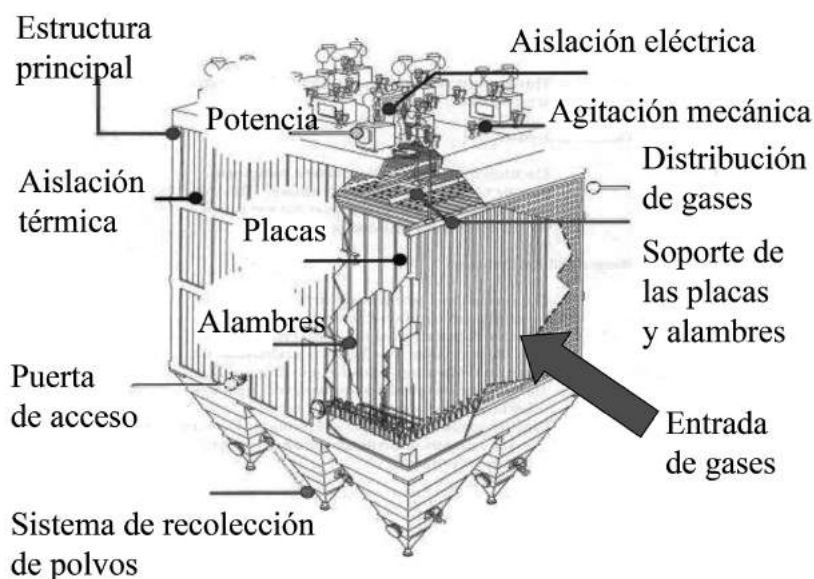 Estructura
principal
Aislación eléctrica
Potencia
Agitación mecánica
Aislación
térmica
Distribución
de gases
Placas
Soporte de
las placas
y alambres
Alambres
Puerta
de acceso
Entrada
de gases
Sistema de recolección
de polvos